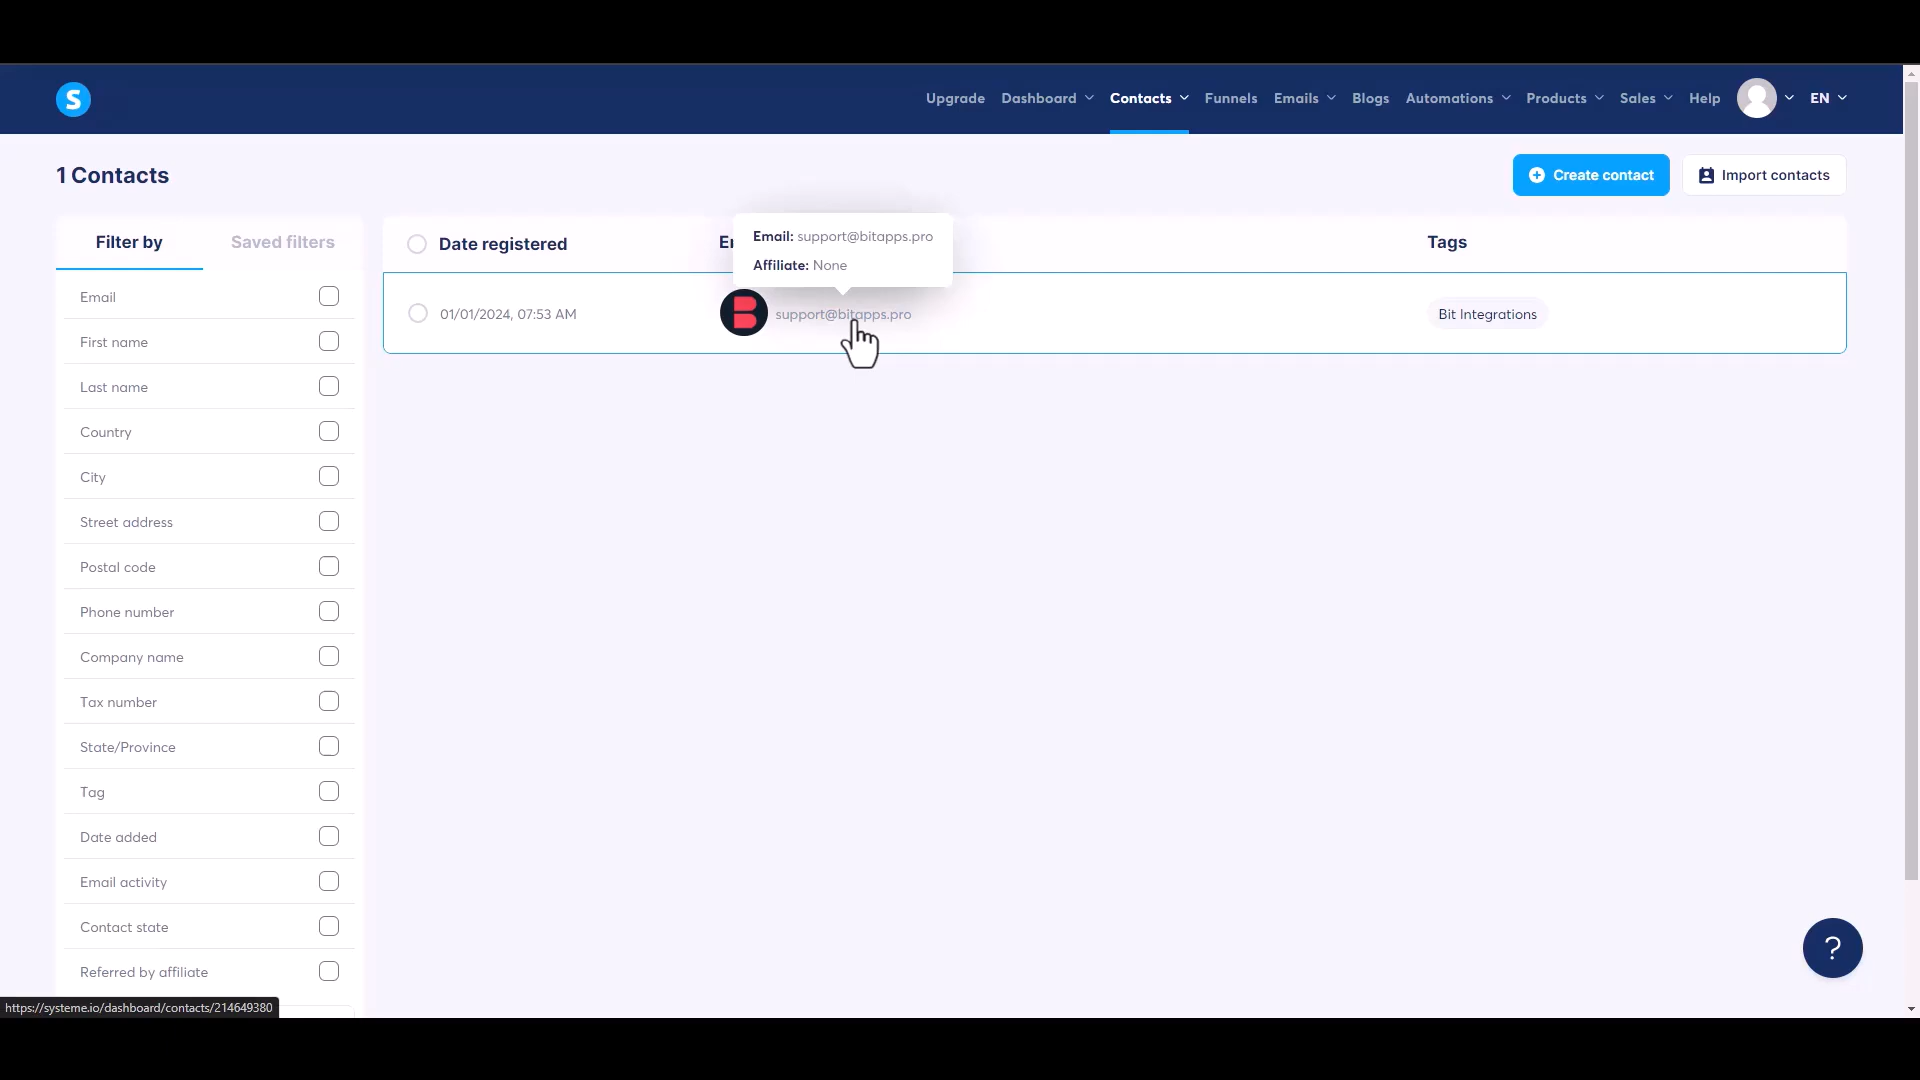 S
Upgrade Dashboard Contacts Funnels Emails Blogs Automations Products Sales Help EN
1 Contacts
Create contact Import contacts
Filter by Saved filters
Date registered Tags
Email: support@bitapps.pro
Affiliate: None
01/01/2024, 07:53 AM B support@bitapps.pro Bit Integrations
Email
First name
Last name
Country
City
Street address
Postal code
Phone number
Company name
Tax number
State/Province
Tag
Date added
Email activity
Contact state
Referred by affiliate
?
https://systeme.io/dashboard/contacts/214649380